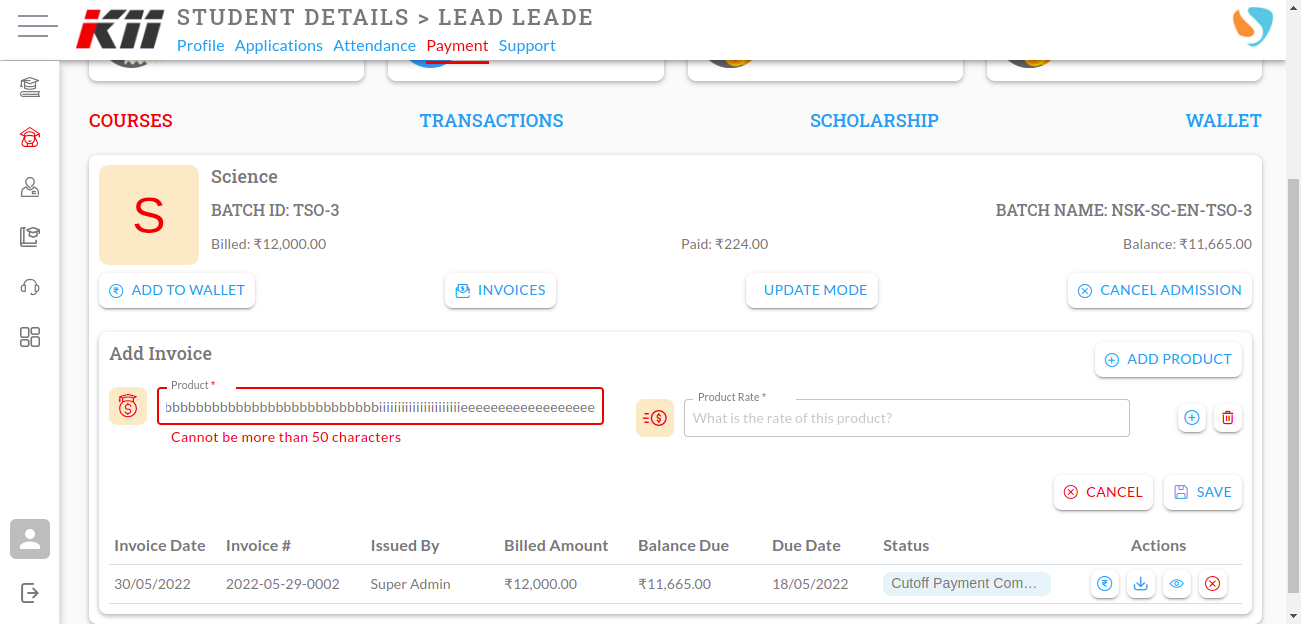 KII
STUDENT DETAILS > LEAD LEADE
Profile Applications Attendance Payment Support
COURSES TRANSACTIONS SCHOLARSHIP WALLET
S
Science
BATCH ID: TSO-3 BATCH NAME: NSK-SC-EN-TSO-3
Billed: ₹12,000.00 Paid: ₹224.00 Balance: ₹11,665.00
ADD TO WALLET INVOICES UPDATE MODE CANCEL ADMISSION
Add Invoice
ADD PRODUCT
Product * Product Rate *
What is the rate of this product?
Cannot be more than 50 characters
CANCEL SAVE
Invoice Date Invoice # Issued By Billed Amount Balance Due Due Date Status Actions
30/05/2022 2022-05-29-0002 Super Admin ₹12,000.00 ₹11,665.00 18/05/2022 Cutoff Payment Com...